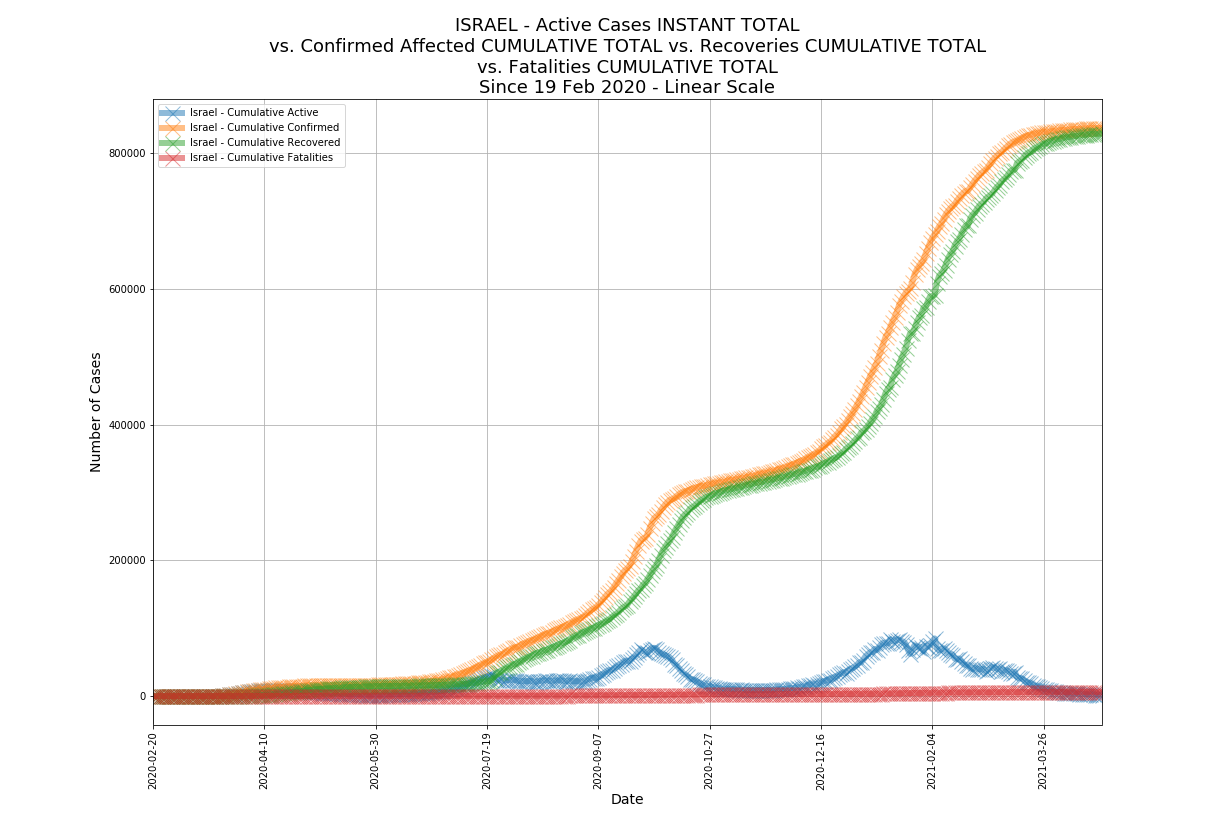 ISRAEL - Active Cases INSTANT TOTAL
vs. Confirmed Affected CUMULATIVE TOTAL vs. Recoveries CUMULATIVE TOTAL
vs. Fatalities CUMULATIVE TOTAL
Since 19 Feb 2020 - Linear Scale
Israel - Cumulative Active
Israel - Cumulative Confirmed
Israel - Cumulative Recovered
Israel - Cumulative Fatalities
Number of Cases
800000
600000
400000
200000
0
2020-02-20
2020-04-10
2020-05-30
2020-07-19
2020-09-07
2020-10-27
2020-12-16
2021-02-04
2021-03-26
Date